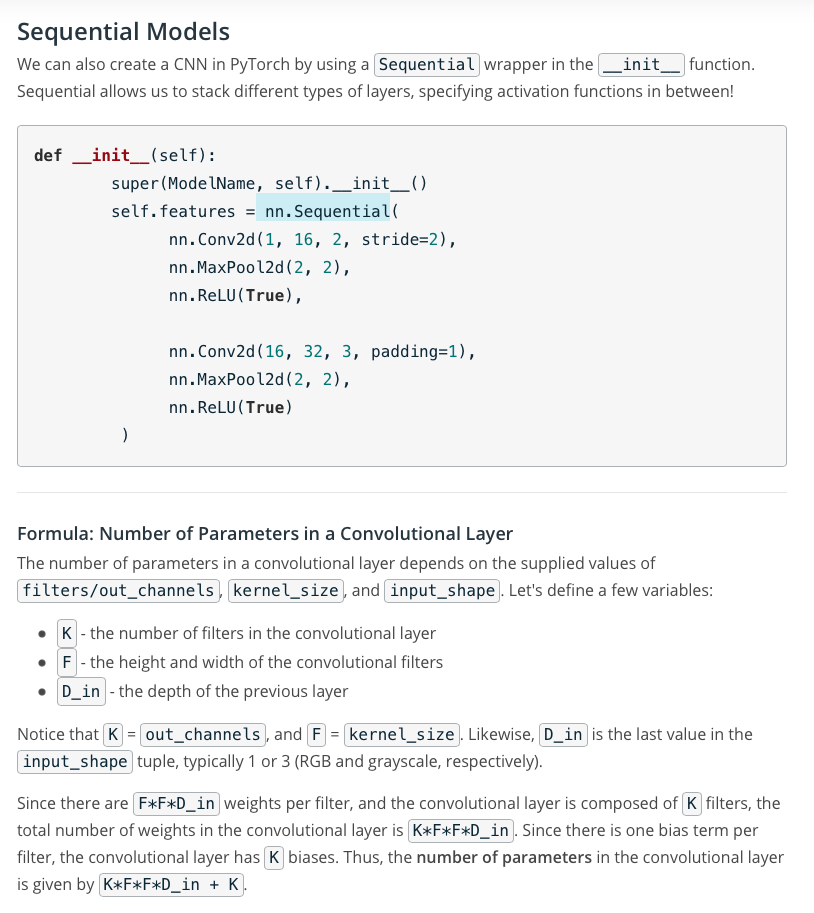 Sequential Models
We can also create a CNN in PyTorch by using a Sequential wrapper in the __init__ function.
Sequential allows us to stack different types of layers, specifying activation functions in between!
def __init__(self):
        super(ModelName, self).__init__()
        self.features = nn.Sequential(
              nn.Conv2d(1, 16, 2, stride=2),
              nn.MaxPool2d(2, 2),
              nn.ReLU(True),
              nn.Conv2d(16, 32, 3, padding=1),
              nn.MaxPool2d(2, 2),
              nn.ReLU(True)
         )
Formula: Number of Parameters in a Convolutional Layer
The number of parameters in a convolutional layer depends on the supplied values of
filters/out_channels, kernel_size, and input_shape. Let's define a few variables:
• K - the number of filters in the convolutional layer
• F - the height and width of the convolutional filters
• D_in - the depth of the previous layer
Notice that K = out_channels, and F = kernel_size. Likewise, D_in is the last value in the
input_shape tuple, typically 1 or 3 (RGB and grayscale, respectively).
Since there are F*F*D_in weights per filter, and the convolutional layer is composed of K filters, the
total number of weights in the convolutional layer is K*F*F*D_in. Since there is one bias term per
filter, the convolutional layer has K biases. Thus, the number of parameters in the convolutional layer
is given by K*F*F*D_in + K.